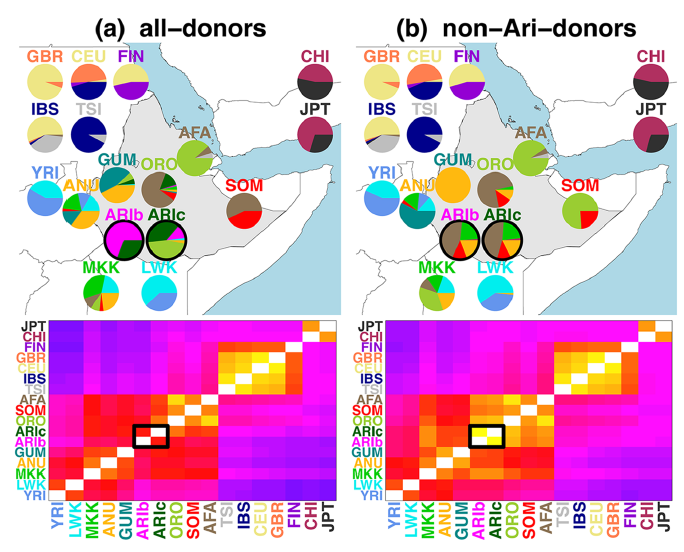 (a) all-donors (b) non-Ari-donors
GBR CEU FIN CHI GBR CEU FIN CHI
IBS TSI JPT IBS TSI JPT
AFA AFA
YRI ANU GUM ORO SOM YRI ANU GUM ORO SOM
ARIb ARIc ARIb ARIc
MKK LWK MKK LWK
JPT JPT
CHI CHI
FIN FIN
GBR GBR
CEU CEU
IBS IBS
TSI TSI
AFA AFA
SOM SOM
ORO ORO
ARIc ARIc
ARIb ARIb
GUM GUM
ANU ANU
MKK MKK
LWK LWK
YRI YRI
YRI LWK MKK ANU GUM ARIb ARIc ORO SOM AFA TSI IBS CEU GBR FIN CHI JPT YRI LWK MKK ANU GUM ARIb ARIc ORO SOM AFA TSI IBS CEU GBR FIN CHI JPT